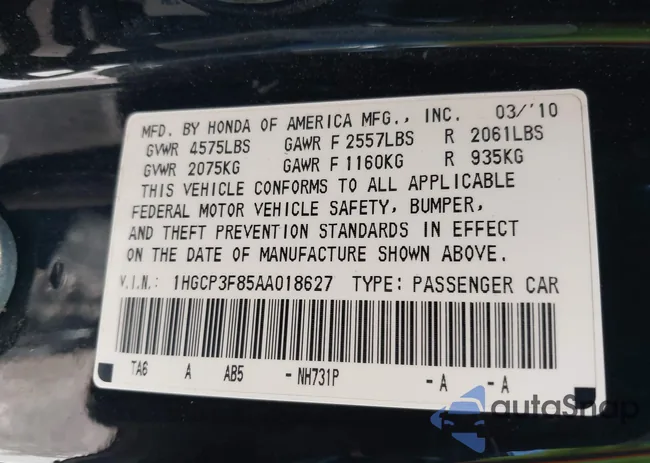 MFD. BY HONDA OF AMERICA MFG., INC. 03/'10
GVWR 4575LBS GAWR F 2557LBS R 2061LBS
GVWR 2075KG GAWR F 1160KG R 935KG
THIS VEHICLE CONFORMS TO ALL APPLICABLE
FEDERAL MOTOR VEHICLE SAFETY, BUMPER,
AND THEFT PREVENTION STANDARDS IN EFFECT
ON THE DATE OF MANUFACTURE SHOWN ABOVE.
V.I.N.: 1HGCP3F85AA018627 TYPE: PASSENGER CAR
TA6 A AB5 -NH731P -A -A
autoSnap